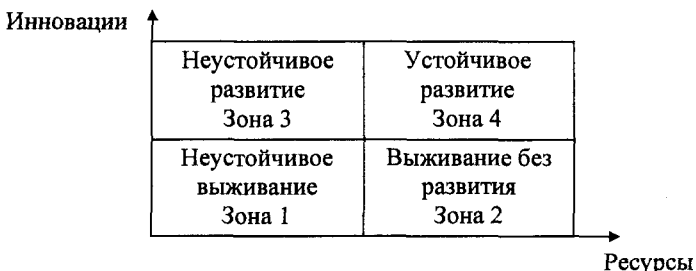 Инновации
Неустойчивое
развитие
Зона 3
Устойчивое
развитие
Зона 4
Неустойчивое
выживание
Зона 1
Выживание без
развития
Зона 2
Ресурсы